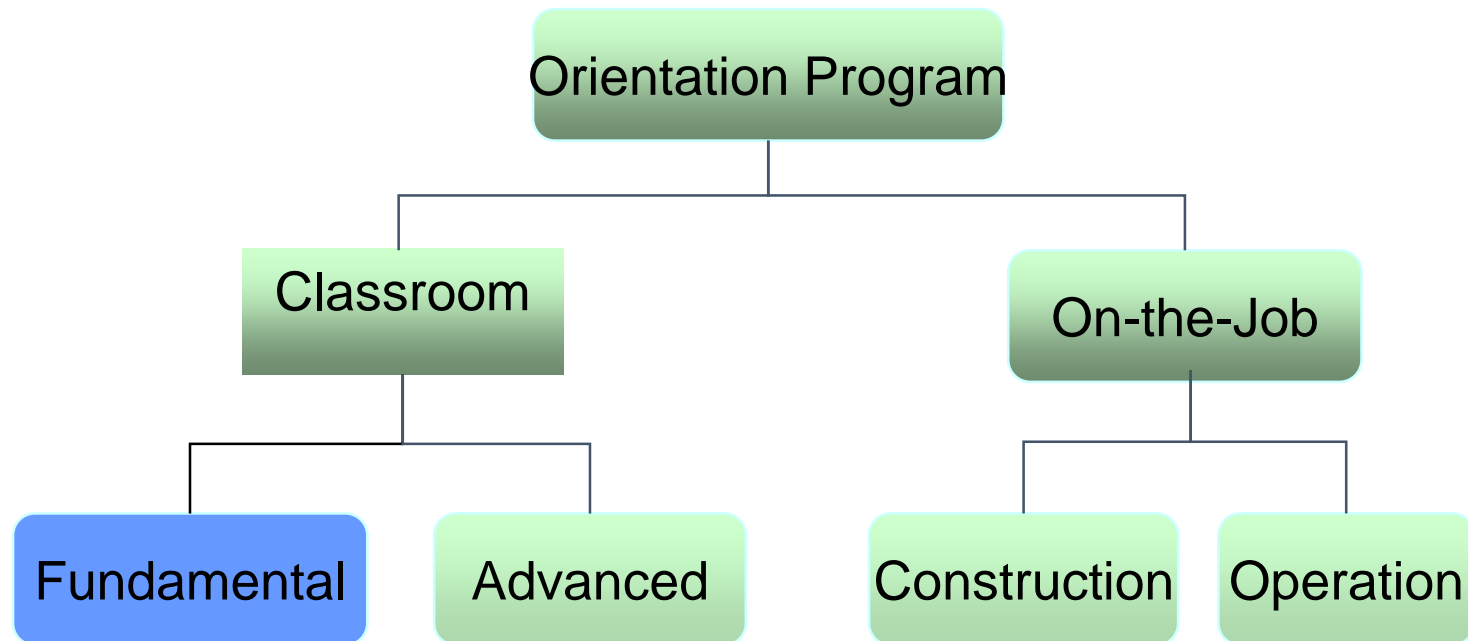 Orientation Program
Classroom
On-the-Job
Fundamental
Advanced
Construction
Operation